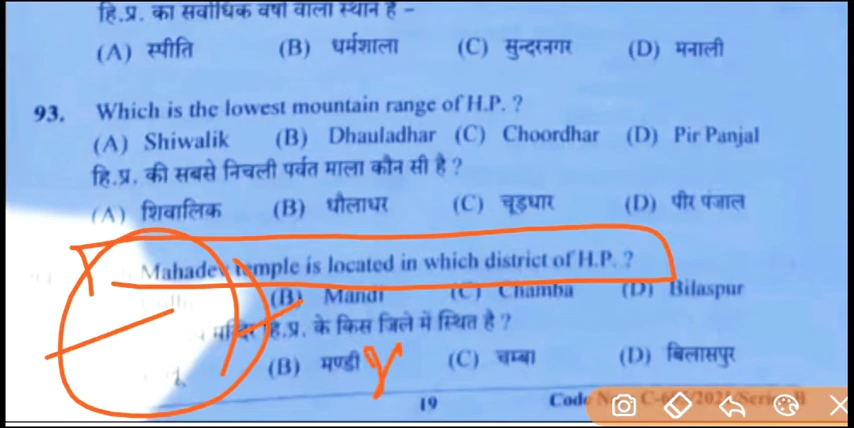 हि.प्र. का सर्वाधिक वर्षा वाला स्थान है –
(A) स्पीति (B) धर्मशाला (C) सुन्दरनगर (D) मनाली
93. Which is the lowest mountain range of H.P. ?
(A) Shiwalik (B) Dhauladhar (C) Choordhar (D) Pir Panjal
हि.प्र. की सबसे निचली पर्वत माला कौन सी है ?
(A) शिवालिक (B) धौलाधर (C) चूड़धार (D) पीर पंजाल
Mahadev temple is located in which district of H.P. ?
(B) Mandi (C) Chamba (D) Bilaspur
मन्दिर हि.प्र. के किस जिले में स्थित है ?
(B) मण्डी (C) चम्बा (D) बिलासपुर
19 Code